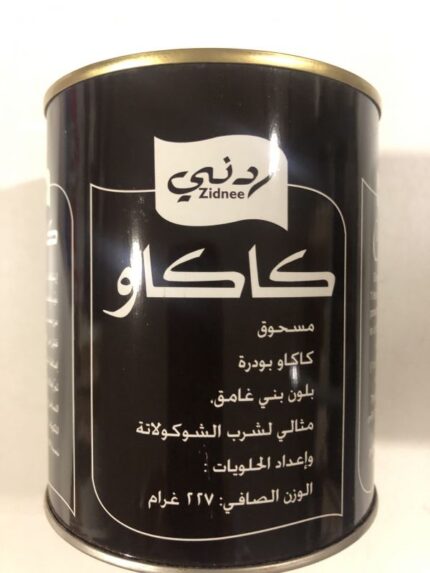 زدني
Zidnee
كاكاو
مسحوق
كاكاو بودرة
بلون بني غامق.
مثالي لشرب الشوكولاتة
وإعداد الحلويات :
الوزن الصافي: ٢٢٧ غرام